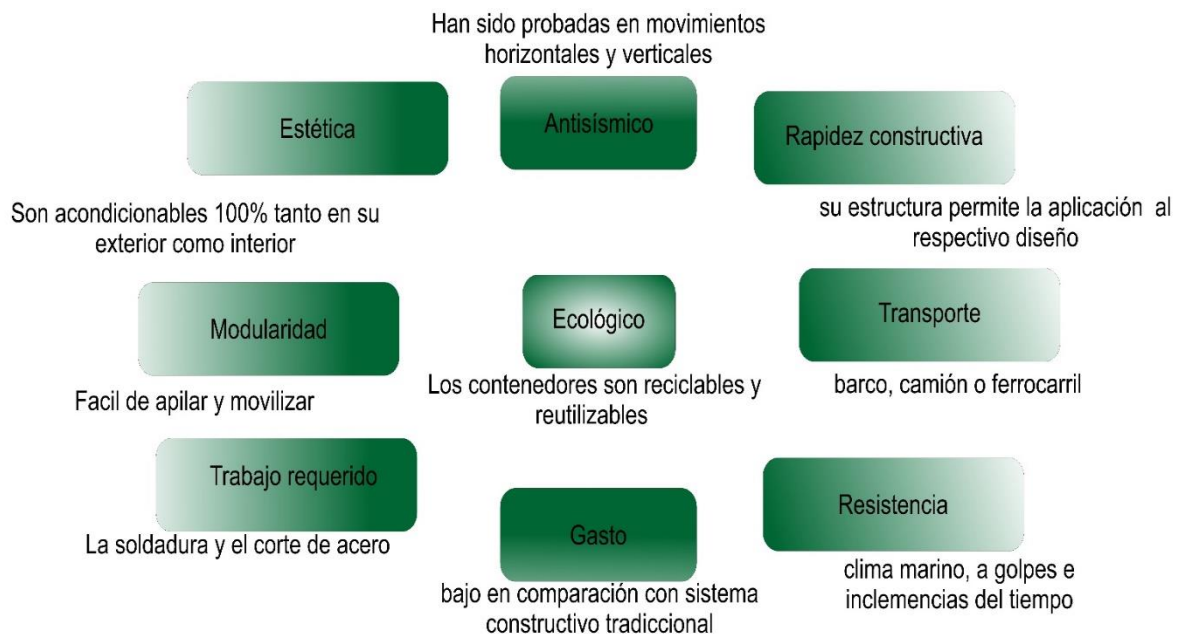 Han sido probadas en movimientos
horizontales y verticales
Estética
Antisísmico
Rapidez constructiva
Son acondicionables 100% tanto en su
exterior como interior
su estructura permite la aplicación al
respectivo diseño
Modularidad
Ecológico
Transporte
Facil de apilar y movilizar
Los contenedores son reciclables y
reutilizables
barco, camión o ferrocarril
Trabajo requerido
Gasto
Resistencia
La soldadura y el corte de acero
bajo en comparación con sistema
constructivo tradiccional
clima marino, a golpes e
inclemencias del tiempo